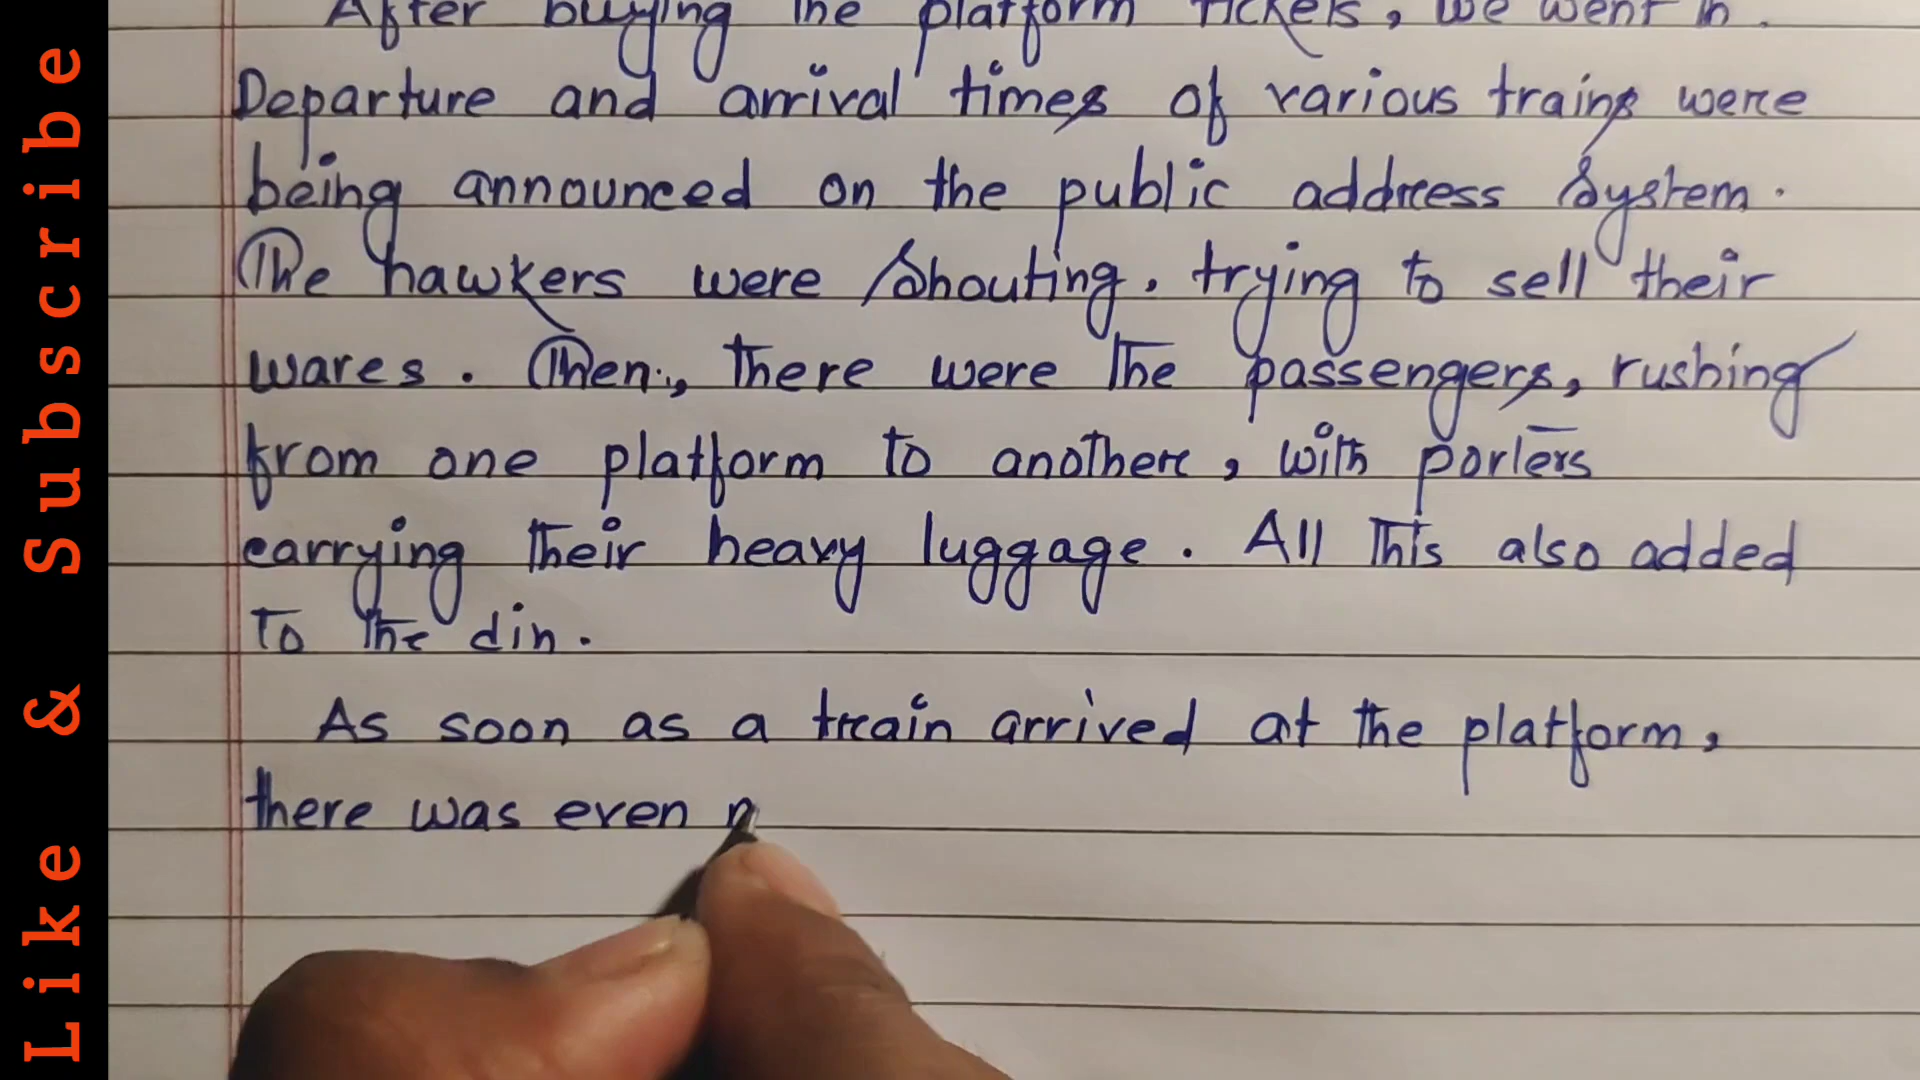 Like & Subscribe
After buying the platform tickets, we went in.
Departure and arrival times of various trains were
being announced on the public address system.
The hawkers were shouting, trying to sell their
wares. Then, there were the passengers, rushing
from one platform to another, with porters
carrying their heavy luggage. All this also added
to the din.
As soon as a train arrived at the platform,
there was even